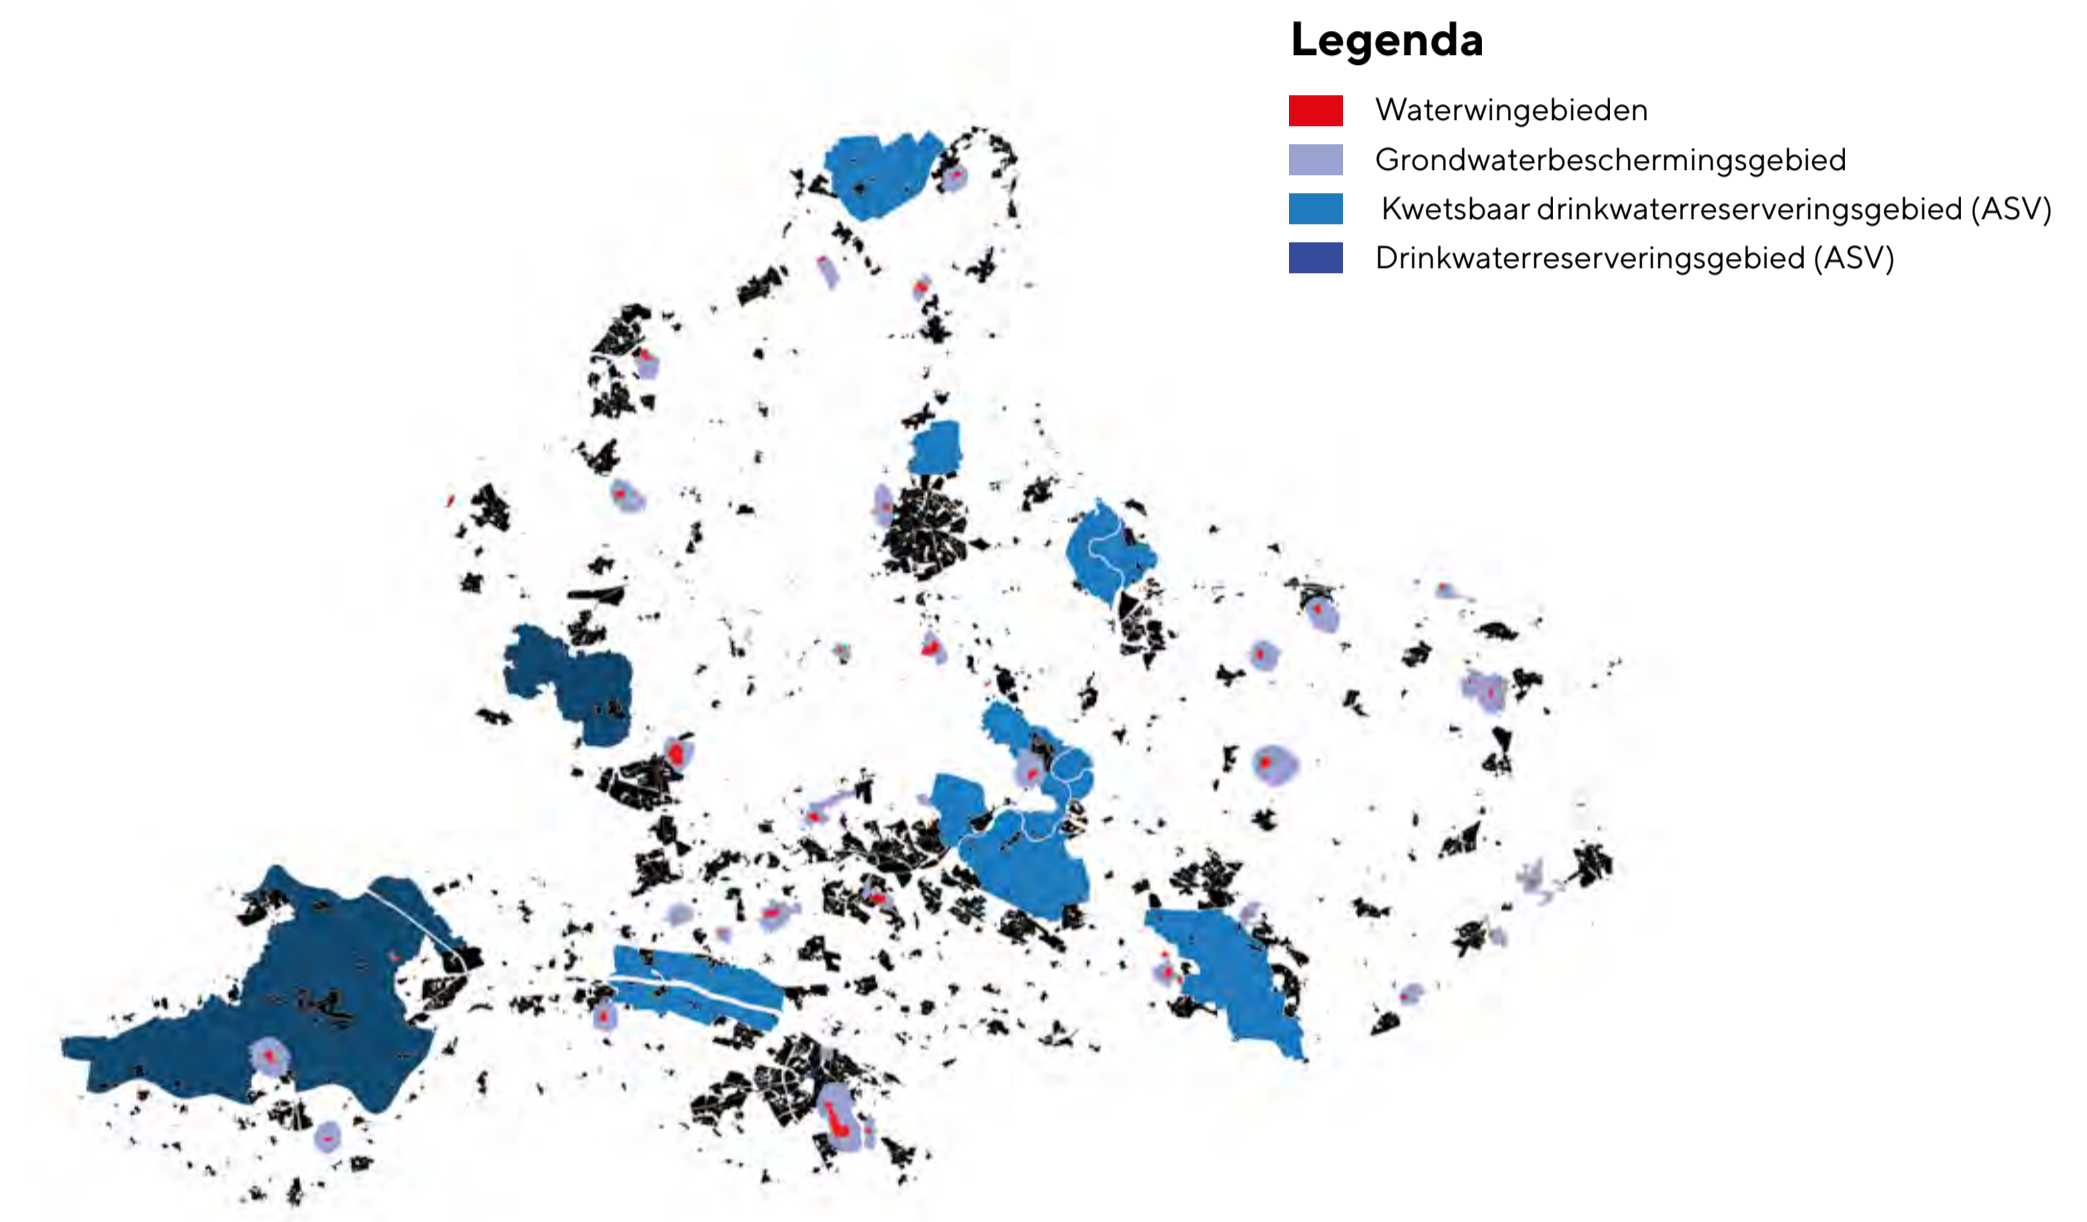 Legenda
Waterwingebieden
Grondwaterbeschermingsgebied
Kwetsbaar drinkwaterreserveringsgebied (ASV)
Drinkwaterreserveringsgebied (ASV)